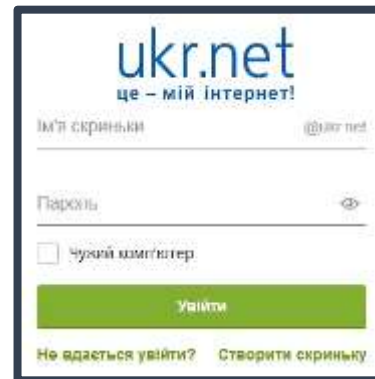 ukr.net
це – мій інтернет!
Ім'я скриньки @ukr.net
Пароль
Чужий комп'ютер
Увійти
Не вдається увійти? Створити скриньку